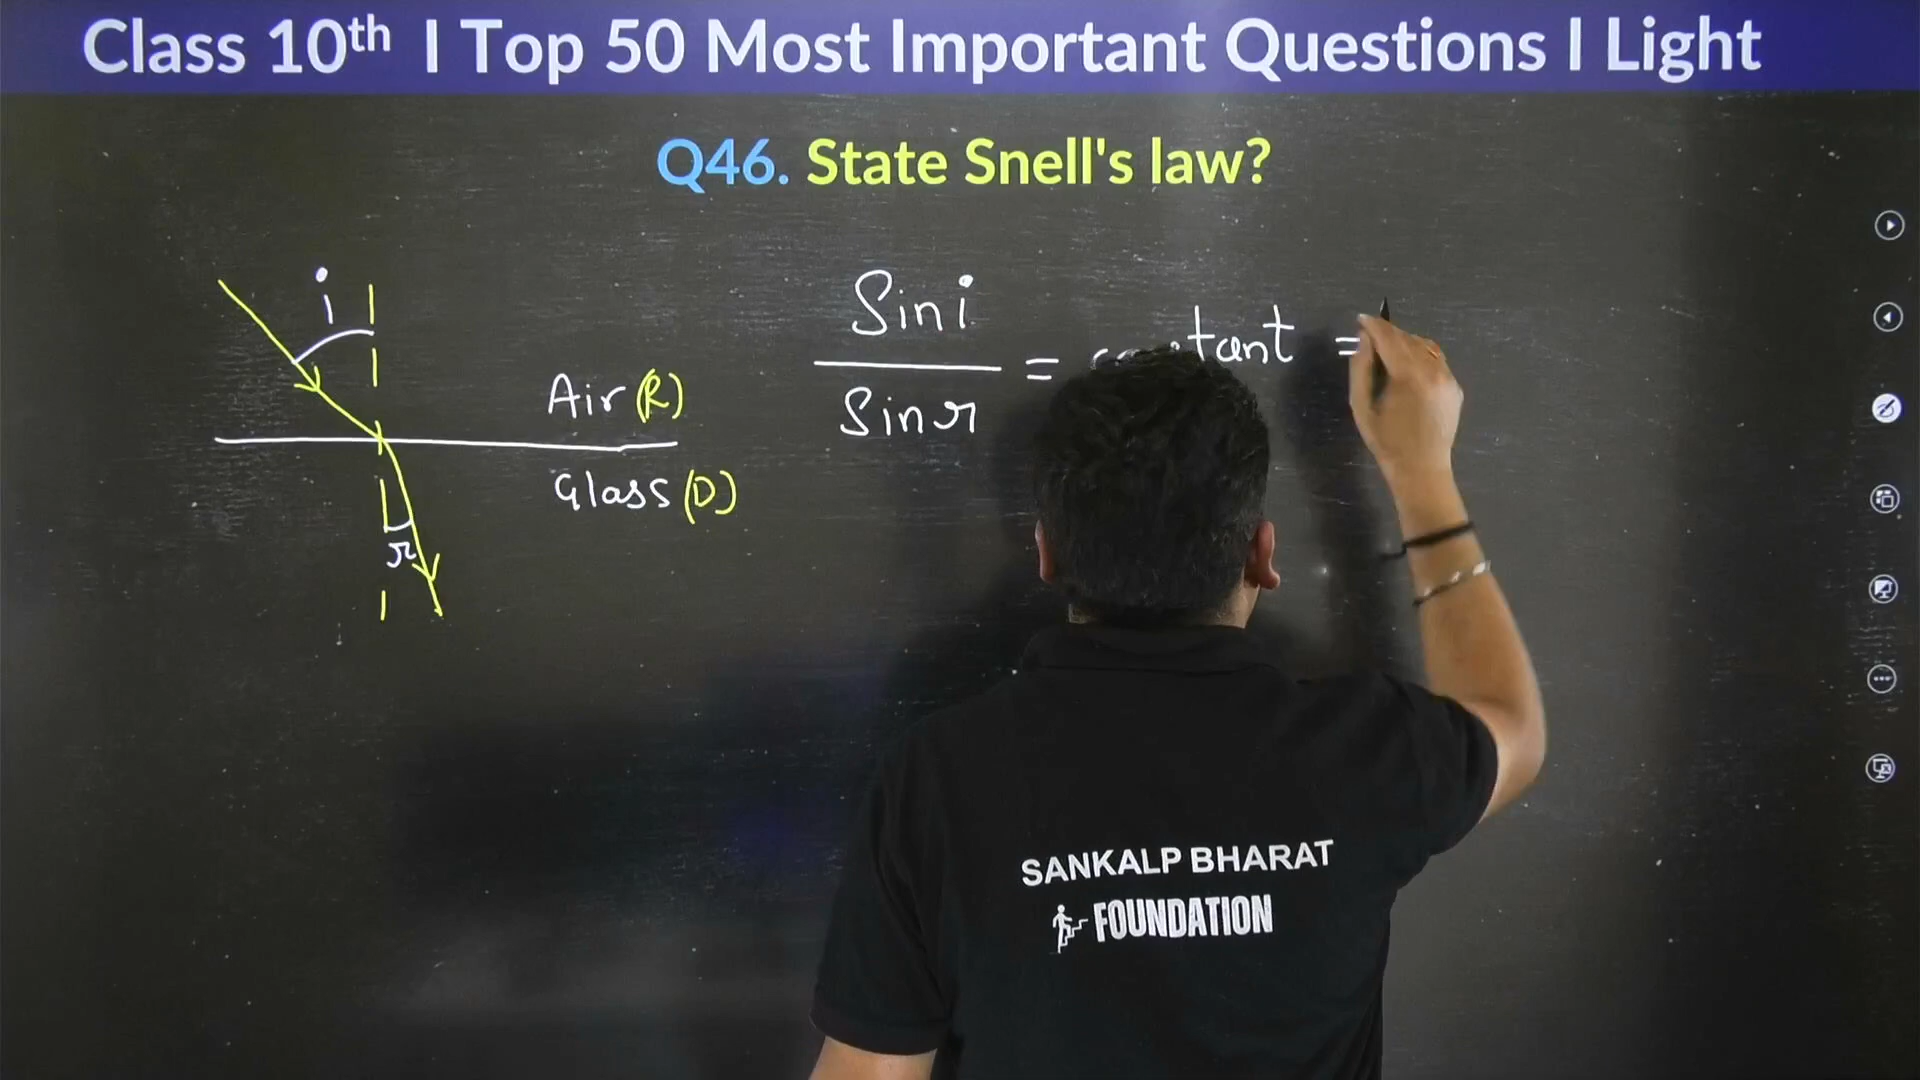 Class 10th I Top 50 Most Important Questions I Light
Q46. State Snell's law?
i
Air (R)
Glass (D)
r
Sin i
Sin r
=
=
SANKALP BHARAT
FOUNDATION